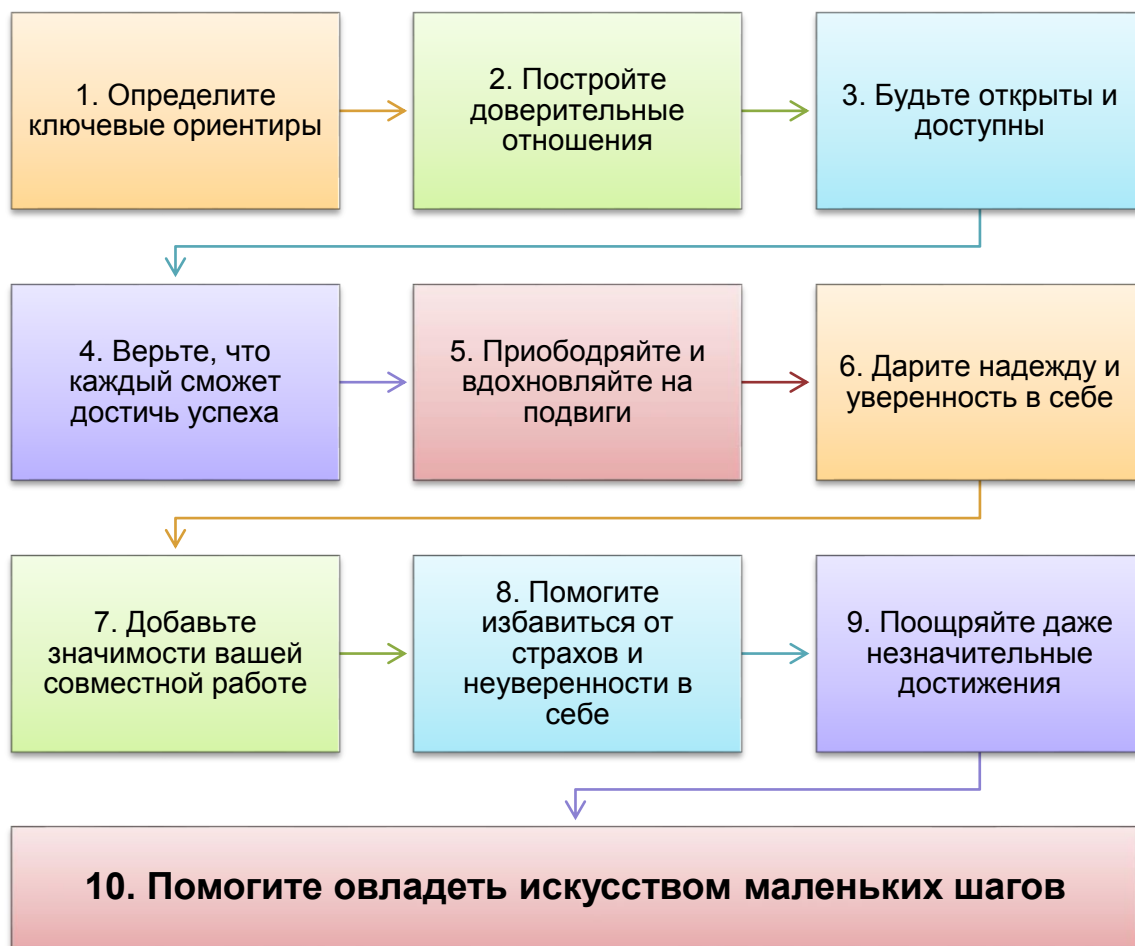 1. Определите
ключевые ориентиры
2. Постройте
доверительные
отношения
3. Будьте открыты и
доступны
4. Верьте, что
каждый сможет
достичь успеха
5. Приободряйте и
вдохновляйте на
подвиги
6. Дарите надежду и
уверенность в себе
7. Добавьте
значимости вашей
совместной работе
8. Помогите
избавиться от
страхов и
неуверенности в
себе
9. Поощряйте даже
незначительные
достижения
10. Помогите овладеть искусством маленьких шагов